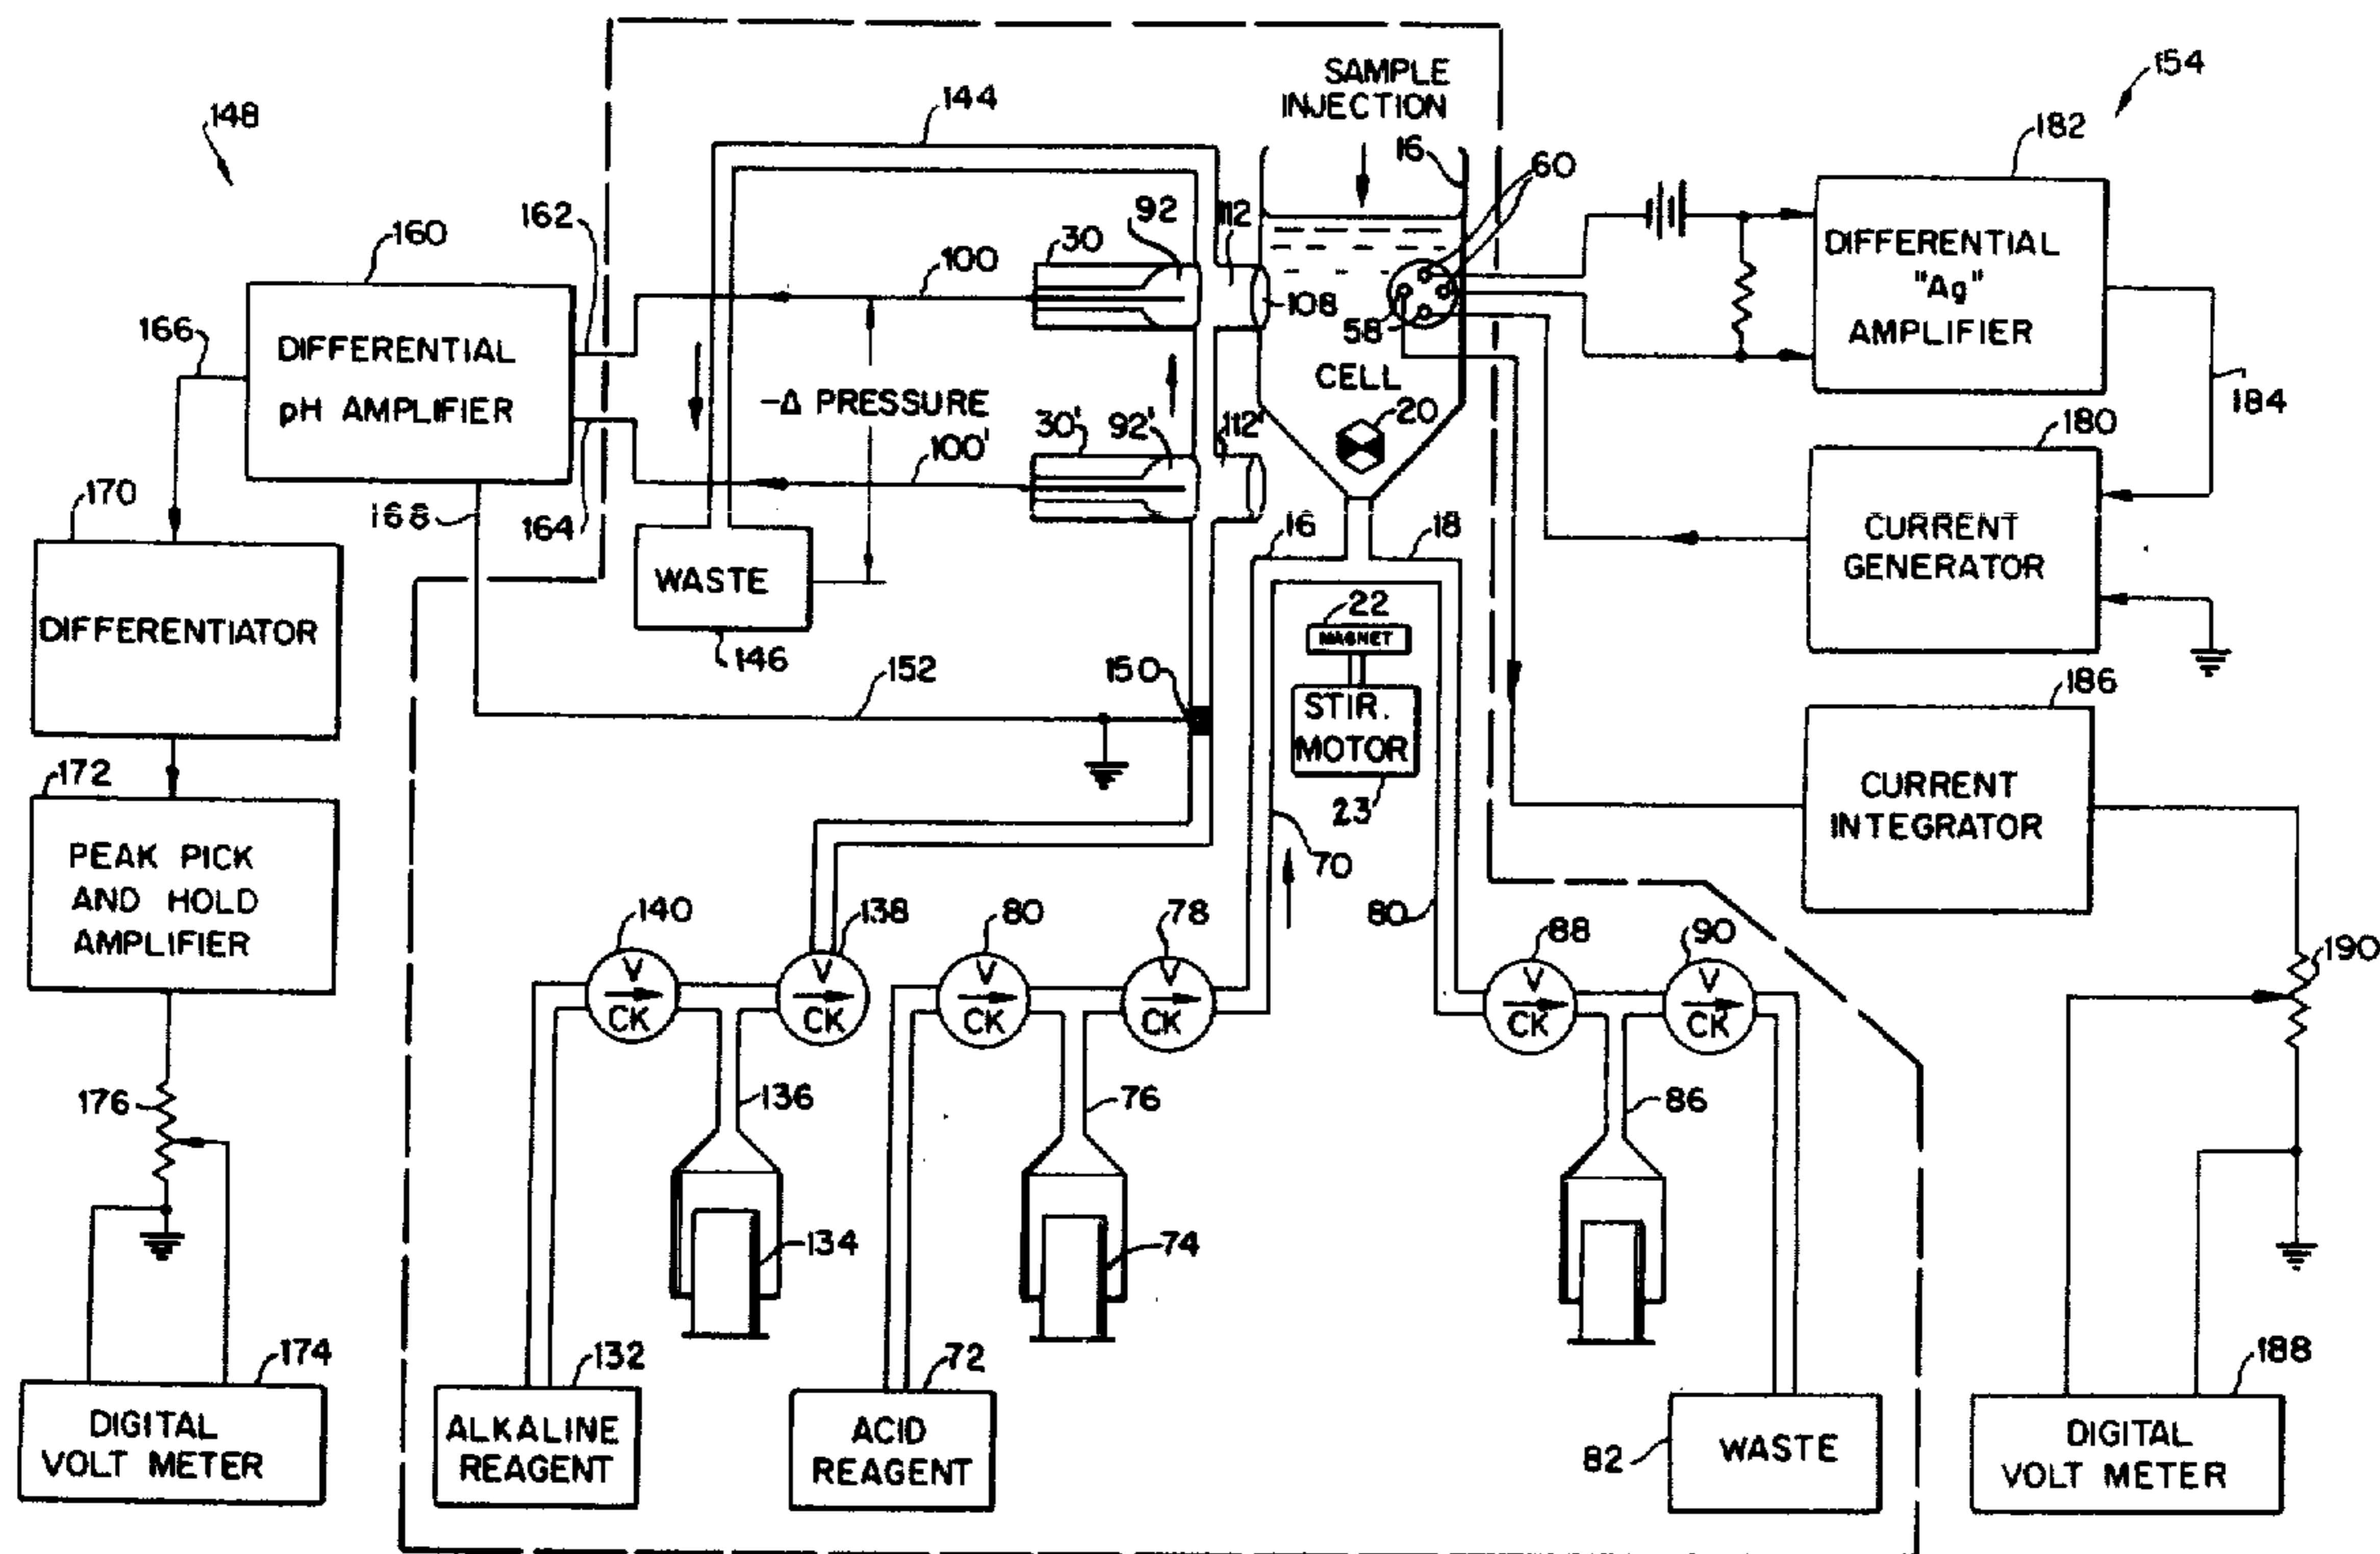 SAMPLE
INJECTION
154
148
144
16
60
182
162
92
112
160
30
100
DIFFERENTIAL
"Ag"
AMPLIFIER
108
58
166
DIFFERENTIAL
pH AMPLIFIER
CELL
-Δ PRESSURE
184
20
180
30'
92'
112'
100'
170
168
164
16
18
CURRENT
GENERATOR
WASTE
22
MAGNET
DIFFERENTIATOR
146
152
150
186
STIR.
MOTOR
23
172
CURRENT
INTEGRATOR
PEAK PICK
AND HOLD
AMPLIFIER
70
140
138
80
78
80
88
90
190
V
CK
V
CK
V
CK
V
CK
V
CK
V
CK
176
136
76
86
134
74
174
132
72
188
DIGITAL
VOLT METER
ALKALINE
REAGENT
ACID
REAGENT
82
WASTE
DIGITAL
VOLT METER